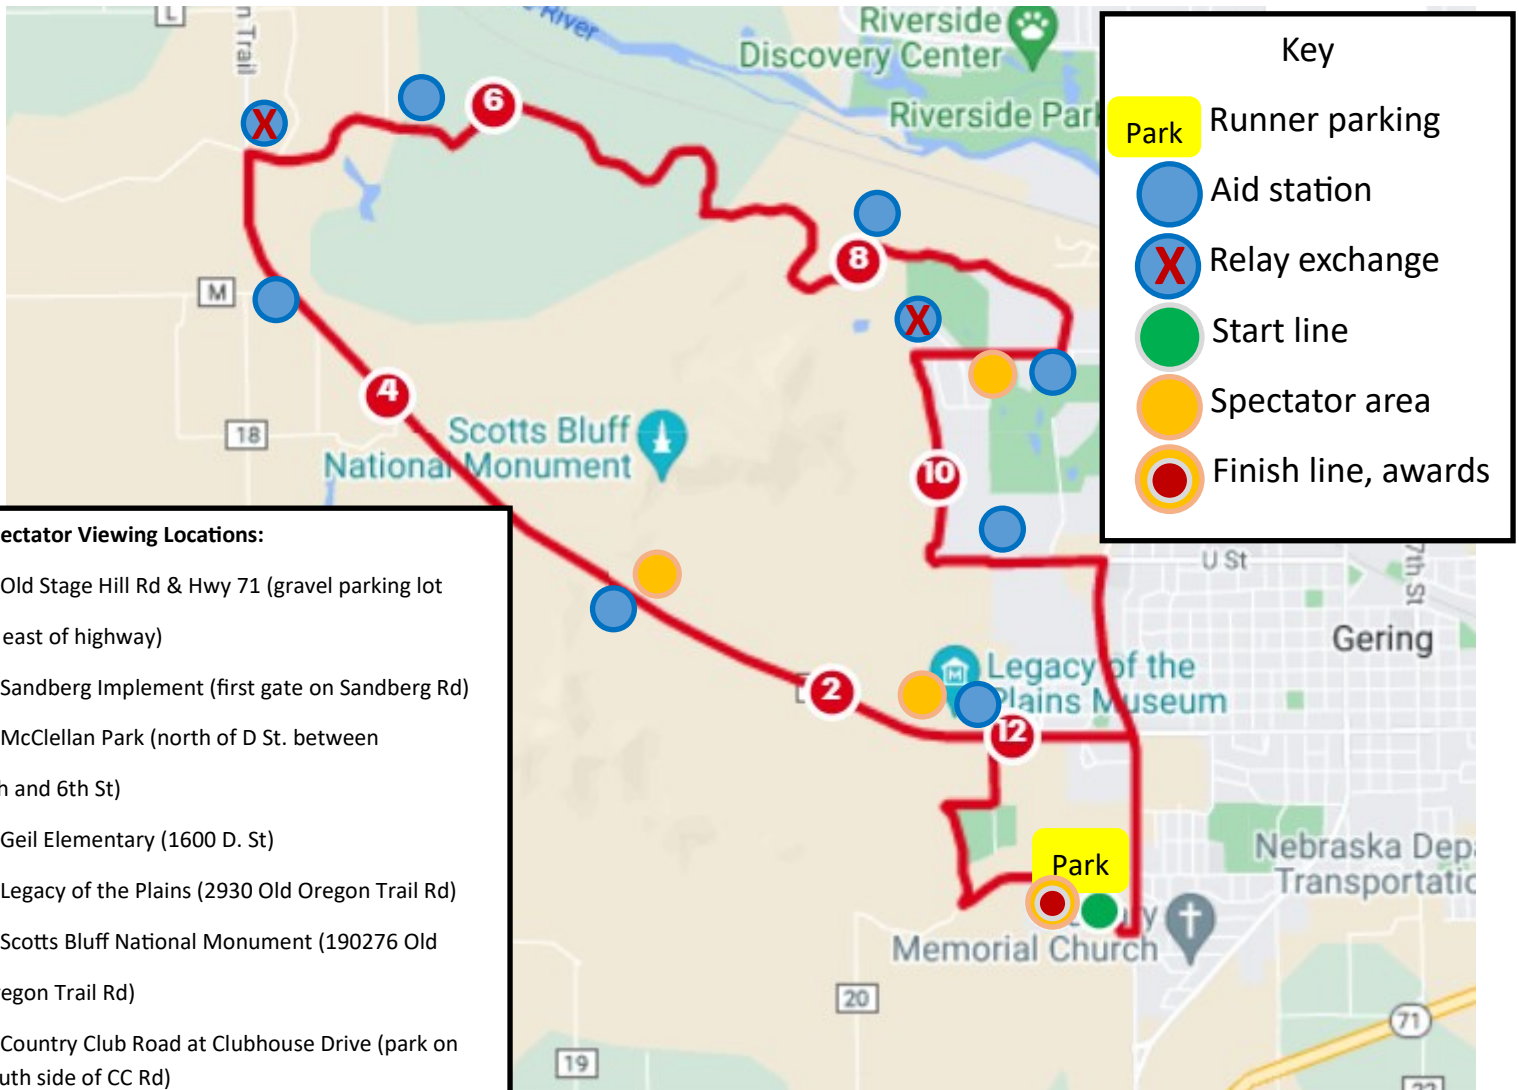 L
n Trail
River
Riverside
Discovery Center
Riverside Park
Key
Park
Runner parking
Aid station
X
Relay exchange
Start line
Spectator area
Finish line, awards
X
6
8
M
X
4
18
Scotts Bluff
National Monument
10
U St
7th St
Gering
ectator Viewing Locations:
Old Stage Hill Rd & Hwy 71 (gravel parking lot
east of highway)
Sandberg Implement (first gate on Sandberg Rd)
McClellan Park (north of D St. between
h and 6th St)
Geil Elementary (1600 D. St)
Legacy of the Plains (2930 Old Oregon Trail Rd)
Scotts Bluff National Monument (190276 Old
egon Trail Rd)
Country Club Road at Clubhouse Drive (park on
uth side of CC Rd)
2
M
Legacy of the
Plains Museum
12
Park
Nebraska Dep
Transportatic
Memorial Church
20
19
71